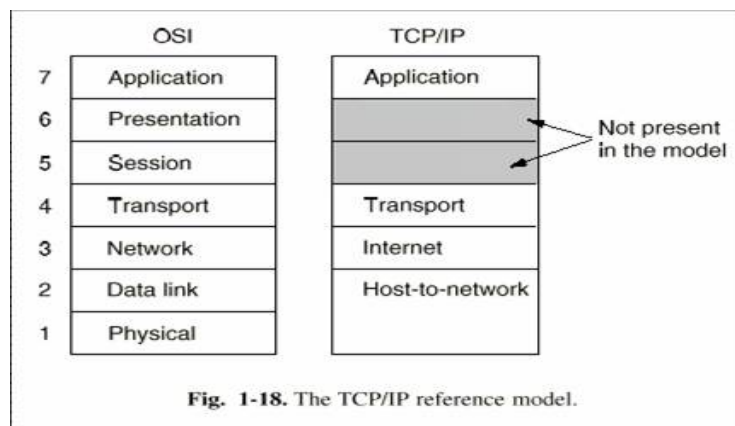 OSI TCP/IP
7 Application Application
6 Presentation
5 Session
Not present
in the model
4 Transport Transport
3 Network Internet
2 Data link Host-to-network
1 Physical
Fig. 1-18. The TCP/IP reference model.